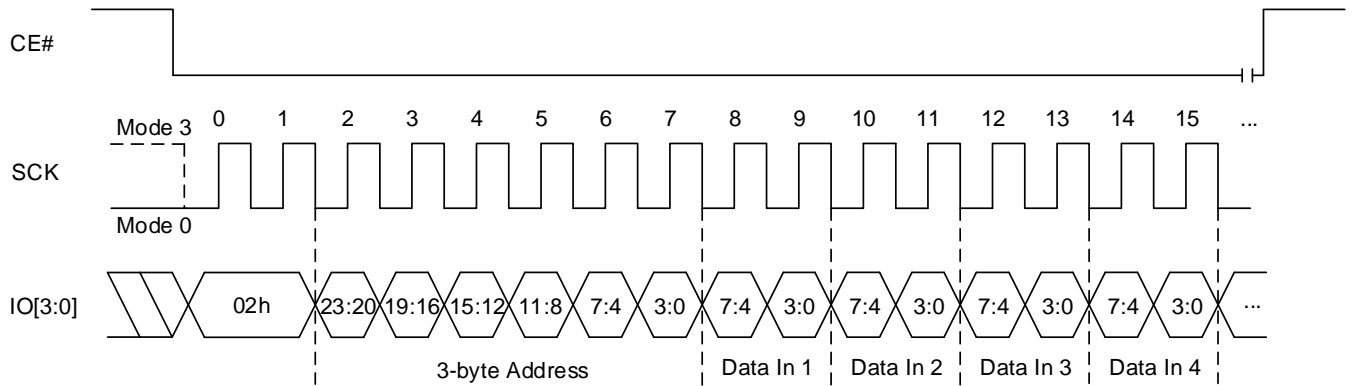 CE#
Mode 3 0 1 2 3 4 5 6 7 8 9 10 11 12 13 14 15 ...
SCK
Mode 0
IO[3:0] 02h 23:20 19:16 15:12 11:8 7:4 3:0 7:4 3:0 7:4 3:0 7:4 3:0 7:4 3:0 ...
3-byte Address Data In 1 Data In 2 Data In 3 Data In 4